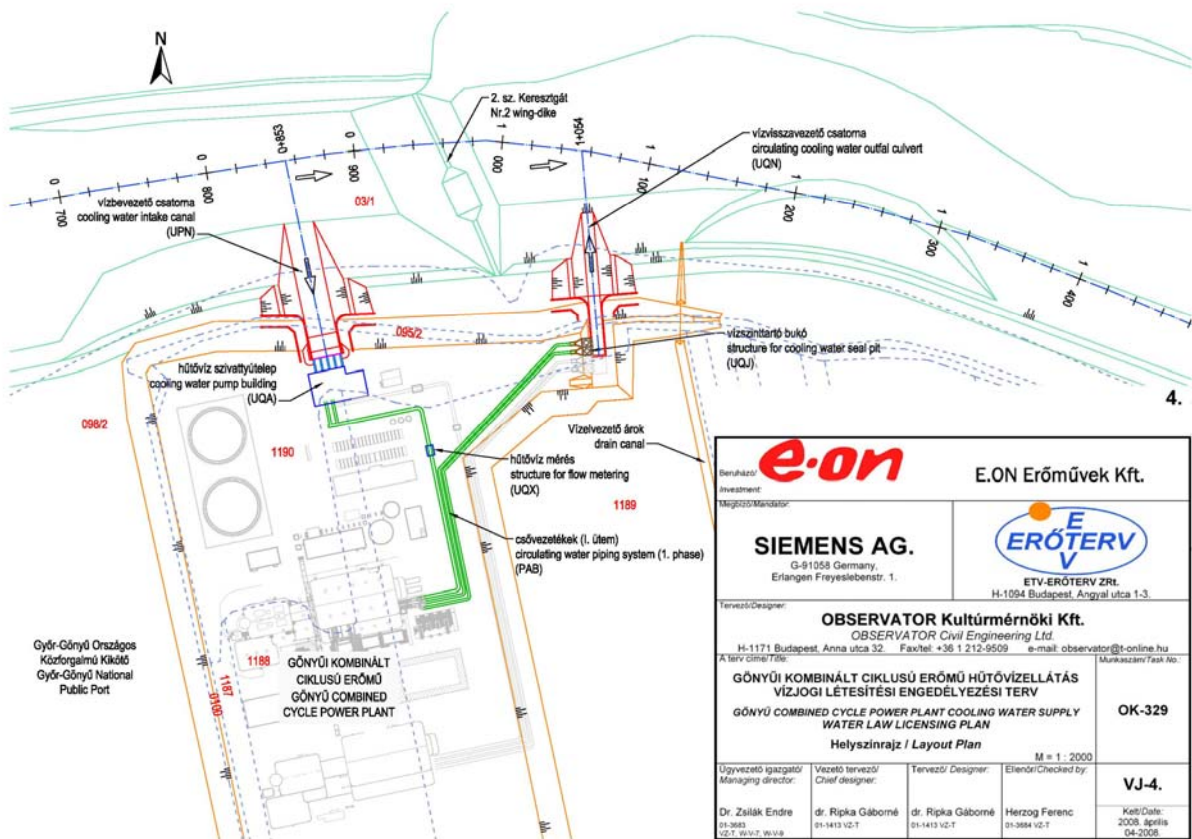 N
2. sz. Keresztgát
Nr.2 wing-dike
0+853
1+054
vízvisszavezető csatorna
circulating cooling water outfal culvert
(UQN)
0
700
0
800
0
900
1
000
1
100
1
200
1
300
1
400
03/1
vízbevezető csatorna
cooling water intake canal
(UPN)
095/2
vízszinttartó bukó
structure for cooling water seal pit
(UQJ)
hűtővíz szivattyútelep
cooling water pump building
(UQA)
4.
098/2
1190
Vízelvezető árok
drain canal
hűtővíz mérés
structure for flow metering
(UQX)
1189
csővezetékek (I. ütem)
circulating water piping system (1. phase)
(PAB)
Győr-Gönyű Országos
Közforgalmú Kikötő
Győr-Gönyű National
Public Port
1188
1187
0100
GÖNYŰI KOMBINÁLT
CIKLUSÚ ERŐMŰ
GÖNYŰ COMBINED
CYCLE POWER PLANT
Beruházó/
Investment:
e·on
E.ON Erőművek Kft.
Megbízó/Mandator:
SIEMENS AG.
G-91058 Germany,
Erlangen Freyeslebenstr. 1.
E
ERŐTERV
V
ETV-ERŐTERV ZRt.
H-1094 Budapest, Angyal utca 1-3.
Tervező/Designer:
OBSERVATOR Kultúrmérnöki Kft.
OBSERVATOR Civil Engineering Ltd.
H-1171 Budapest, Anna utca 32. Fax/tel: +36 1 212-9509 e-mail: observator@t-online.hu
A terv címe/Title:
GÖNYŰI KOMBINÁLT CIKLUSÚ ERŐMŰ HŰTŐVÍZELLÁTÁS
VÍZJOGI LÉTESÍTÉSI ENGEDÉLYEZÉSI TERV
GÖNYŰ COMBINED CYCLE POWER PLANT COOLING WATER SUPPLY
WATER LAW LICENSING PLAN
Helyszínrajz / Layout Plan
M = 1 : 2000
Munkaszám/Task No.:
OK-329
Ügyvezető igazgató/
Managing director:
Dr. Zsilák Endre
01-3683
Vezető tervező/
Chief designer:
dr. Ripka Gáborné
01-1413 VZ-T
Tervező/ Designer:
dr. Ripka Gáborné
01-1413 VZ-T
Ellenőr/Checked by:
Herzog Ferenc
01-3684 VZ-T
VJ-4.
Kelt/Date:
2008. április
04-2008.